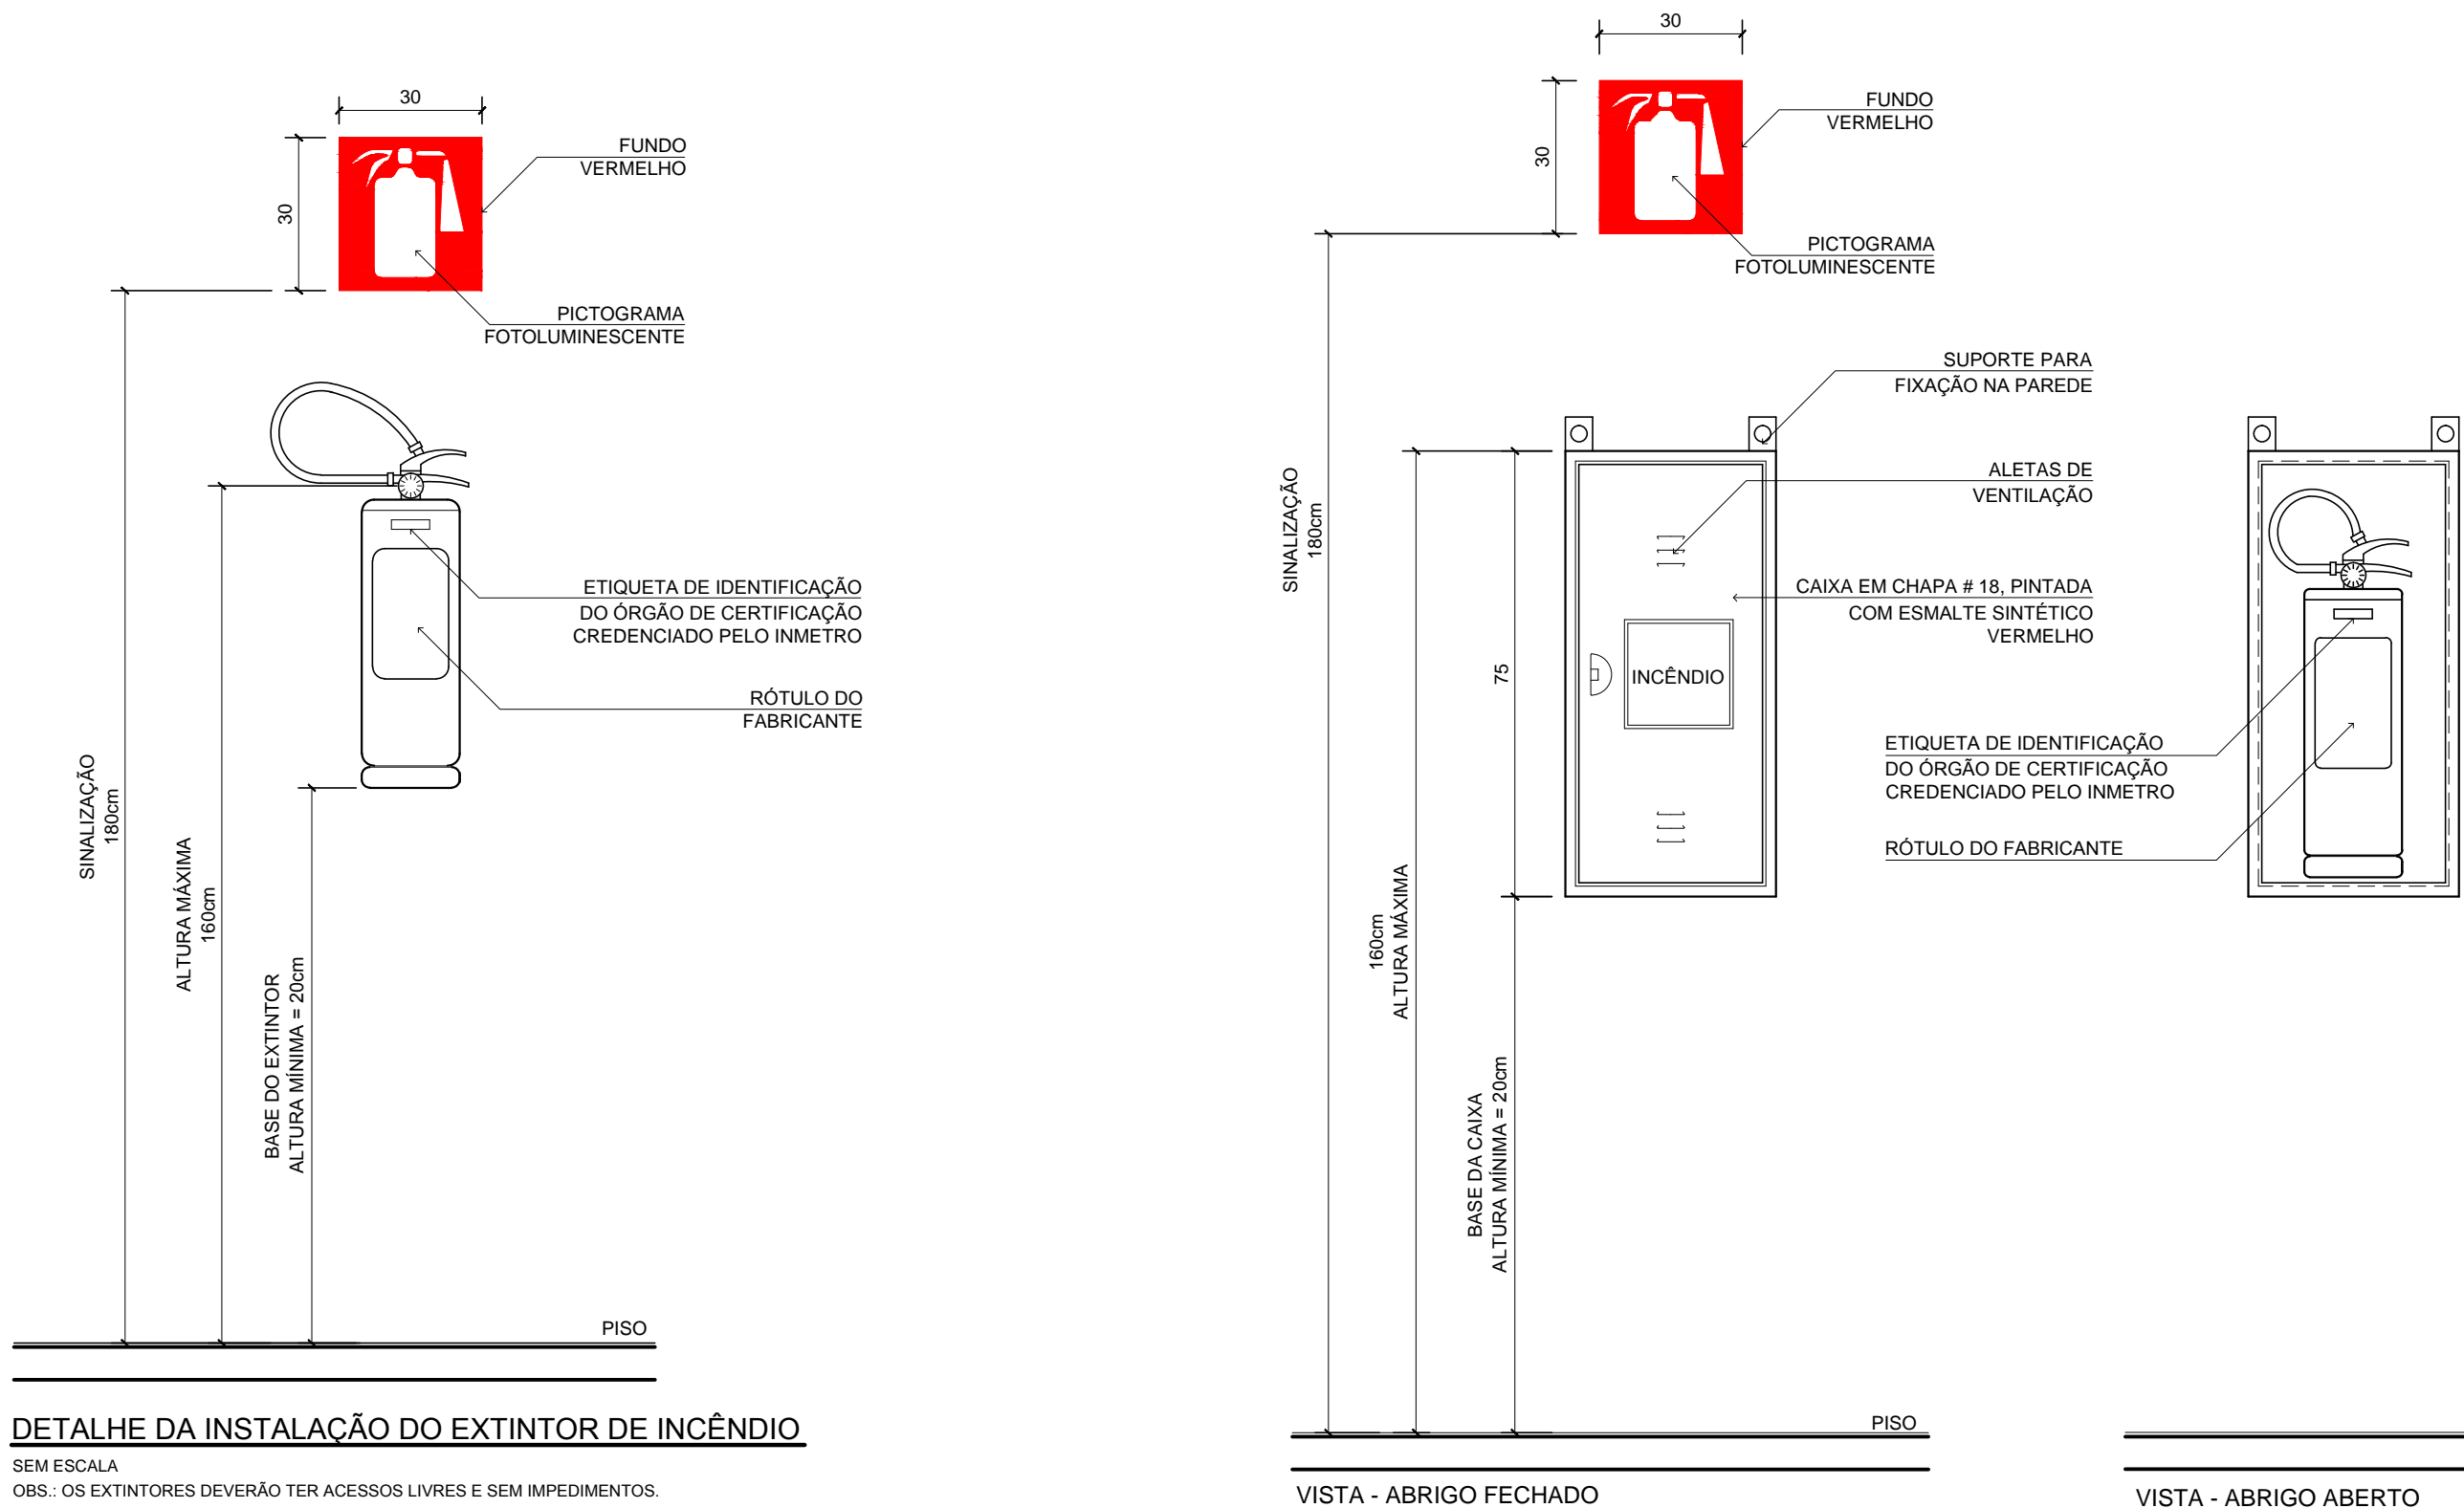 30
30
FUNDO
VERMELHO
PICTOGRAMA
FOTOLUMINESCENTE
ETIQUETA DE IDENTIFICAÇÃO
DO ÓRGÃO DE CERTIFICAÇÃO
CREDENCIADO PELO INMETRO
RÓTULO DO
FABRICANTE
SINALIZAÇÃO
180cm
ALTURA MÁXIMA
160cm
BASE DO EXTINTOR
ALTURA MÍNIMA = 20cm
PISO
DETALHE DA INSTALAÇÃO DO EXTINTOR DE INCÊNDIO
SEM ESCALA
OBS.: OS EXTINTORES DEVERÃO TER ACESSOS LIVRES E SEM IMPEDIMENTOS.
30
30
FUNDO
VERMELHO
PICTOGRAMA
FOTOLUMINESCENTE
SUPORTE PARA
FIXAÇÃO NA PAREDE
ALETAS DE
VENTILAÇÃO
CAIXA EM CHAPA # 18, PINTADA
COM ESMALTE SINTÉTICO
VERMELHO
INCÊNDIO
75
SINALIZAÇÃO
180cm
160cm
ALTURA MÁXIMA
BASE DA CAIXA
ALTURA MÍNIMA = 20cm
PISO
VISTA - ABRIGO FECHADO
ETIQUETA DE IDENTIFICAÇÃO
DO ÓRGÃO DE CERTIFICAÇÃO
CREDENCIADO PELO INMETRO
RÓTULO DO FABRICANTE
VISTA - ABRIGO ABERTO